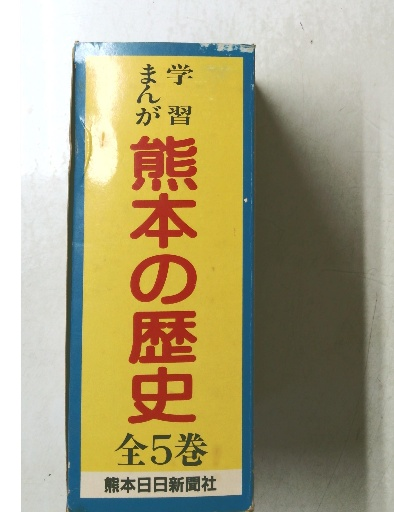 学習
まんが
熊本の歴史
全5巻
熊本日日新聞社